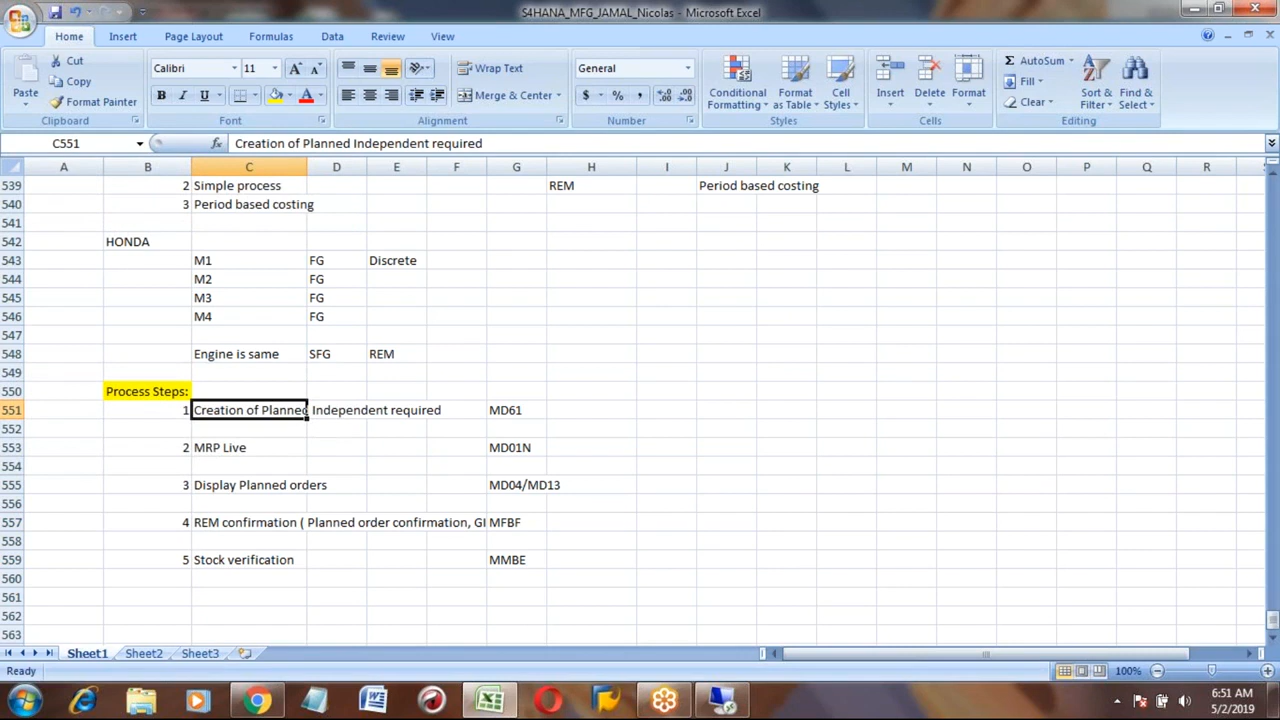 S4HANA_MFG_JAMAL_Nicolas - Microsoft Excel
Home Insert Page Layout Formulas Data Review View
Cut Calibri 11 Wrap Text General AutoSum
Copy Fill
Paste Format Painter Merge & Center $ % , Conditional Formatting Format as Table Cell Styles Insert Delete Format Clear Sort & Filter Find & Select
Clipboard Font Alignment Number Styles Cells Editing
C551 fx Creation of Planned Independent required
A B C D E F G H I J K L M N O P Q R
539 2 Simple process REM Period based costing
540 3 Period based costing
541
542 HONDA
543 M1 FG Discrete
544 M2 FG
545 M3 FG
546 M4 FG
547
548 Engine is same SFG REM
549
550 Process Steps:
551 1 Creation of Planned Independent required MD61
552
553 2 MRP Live MD01N
554
555 3 Display Planned orders MD04/MD13
556
557 4 REM confirmation ( Planned order confirmation, GI MFBF
558
559 5 Stock verification MMBE
560
561
562
563
Sheet1 Sheet2 Sheet3
Ready 100%
6:51 AM
5/2/2019